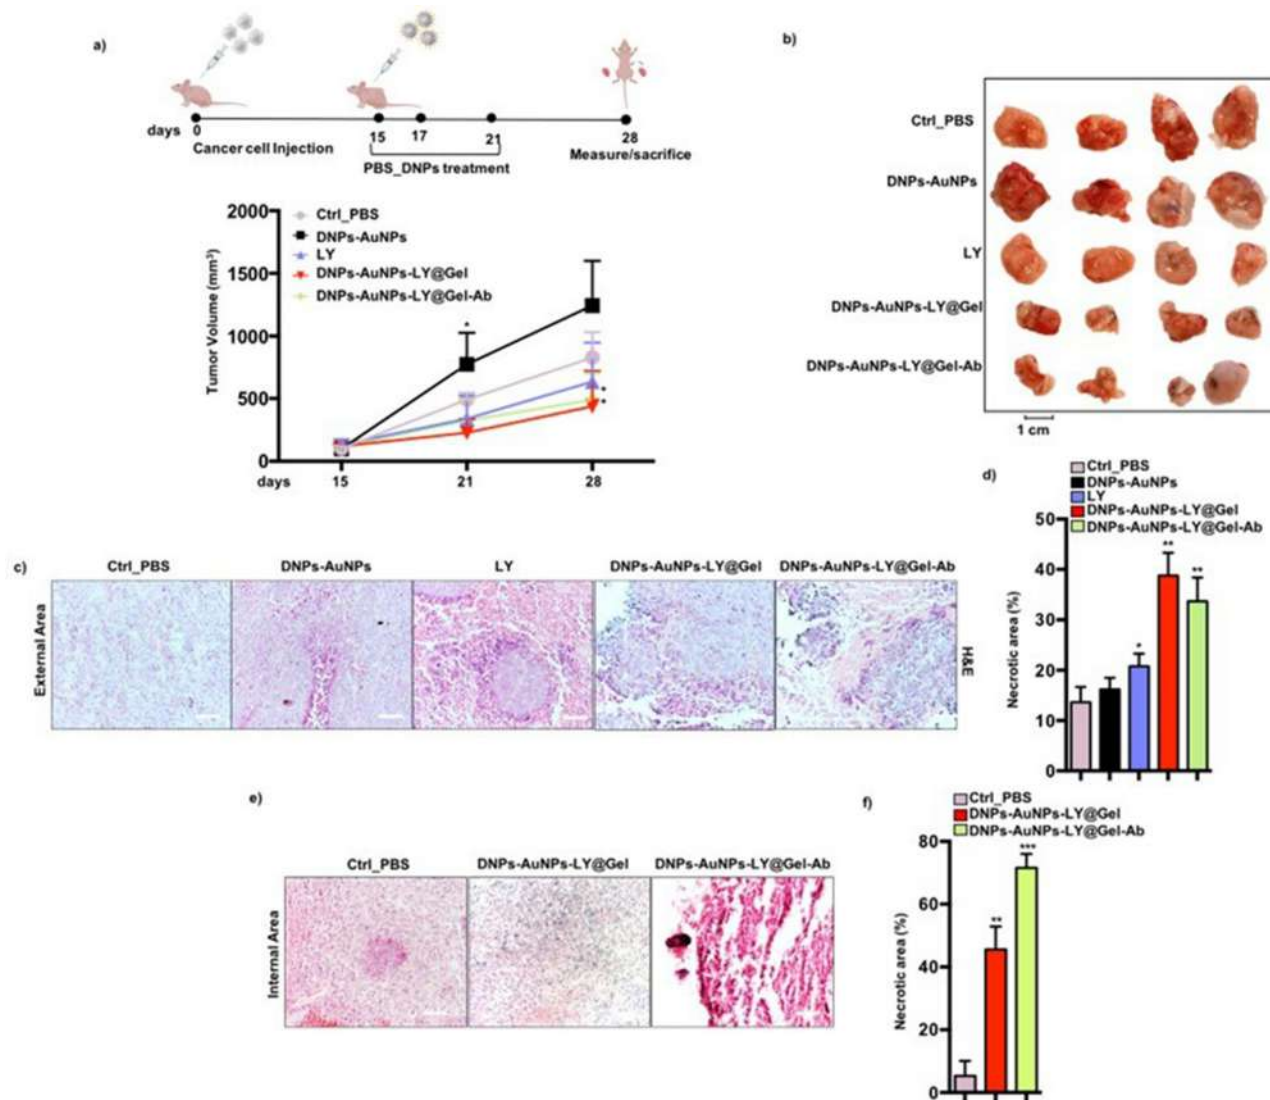 a)
days 0 15 17 21 28
Cancer cell Injection
PBS_DNPs treatment
Measure/sacrifice
Tumor Volume (mm³)
2000
1500
1000
500
0
Ctrl_PBS
DNPs-AuNPs
LY
DNPs-AuNPs-LY@Gel
DNPs-AuNPs-LY@Gel-Ab
*
*
*
days 15 21 28
b)
Ctrl_PBS
DNPs-AuNPs
LY
DNPs-AuNPs-LY@Gel
DNPs-AuNPs-LY@Gel-Ab
1 cm
c)
Ctrl_PBS DNPs-AuNPs LY DNPs-AuNPs-LY@Gel DNPs-AuNPs-LY@Gel-Ab
External Area
H&E
d)
Ctrl_PBS
DNPs-AuNPs
LY
DNPs-AuNPs-LY@Gel
DNPs-AuNPs-LY@Gel-Ab
Necrotic area (%)
50
40
30
20
10
0
* ** **
e)
Ctrl_PBS DNPs-AuNPs-LY@Gel DNPs-AuNPs-LY@Gel-Ab
Internal Area
f)
Ctrl_PBS
DNPs-AuNPs-LY@Gel
DNPs-AuNPs-LY@Gel-Ab
Necrotic area (%)
80
60
40
20
0
** ***